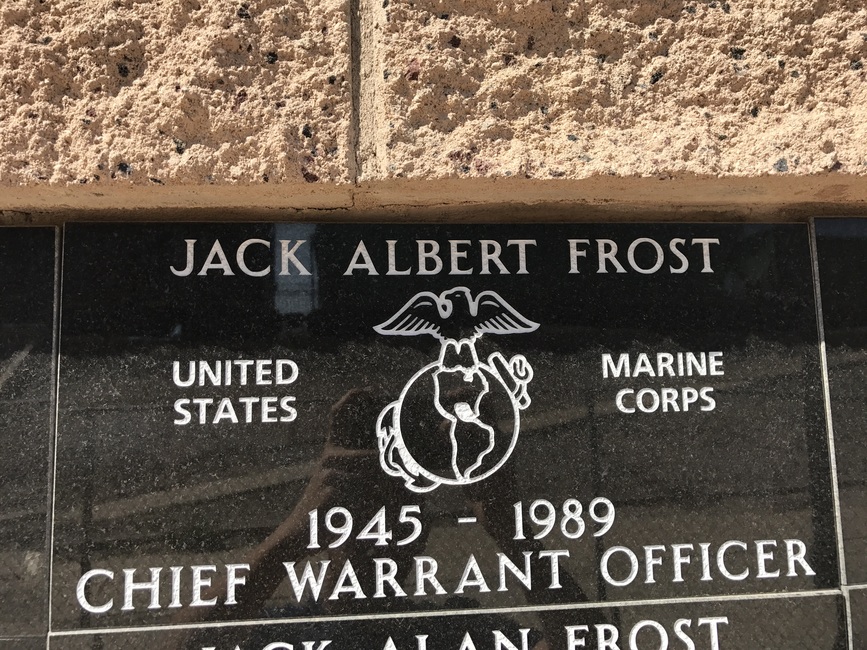 JACK ALBERT FROST
UNITED STATES
MARINE CORPS
1945 - 1989
CHIEF WARRANT OFFICER
JACK ALAN FROST